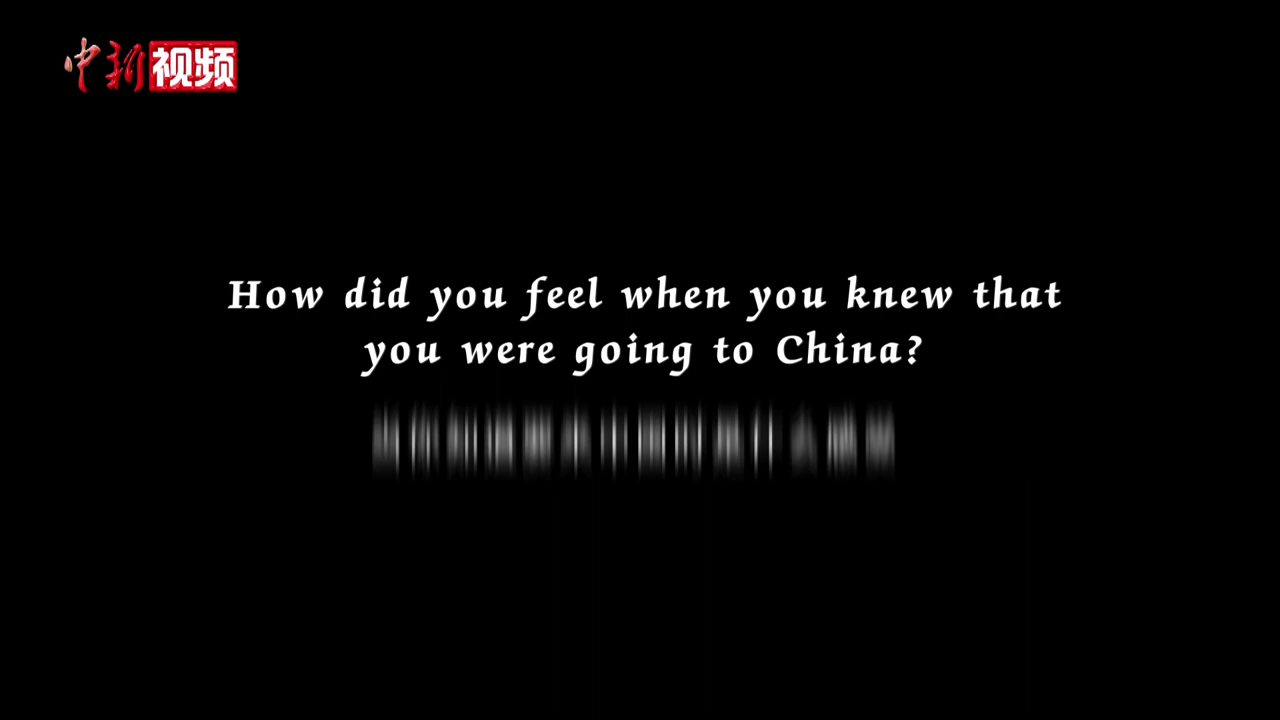 中新视频
How did you feel when you knew that
you were going to China?